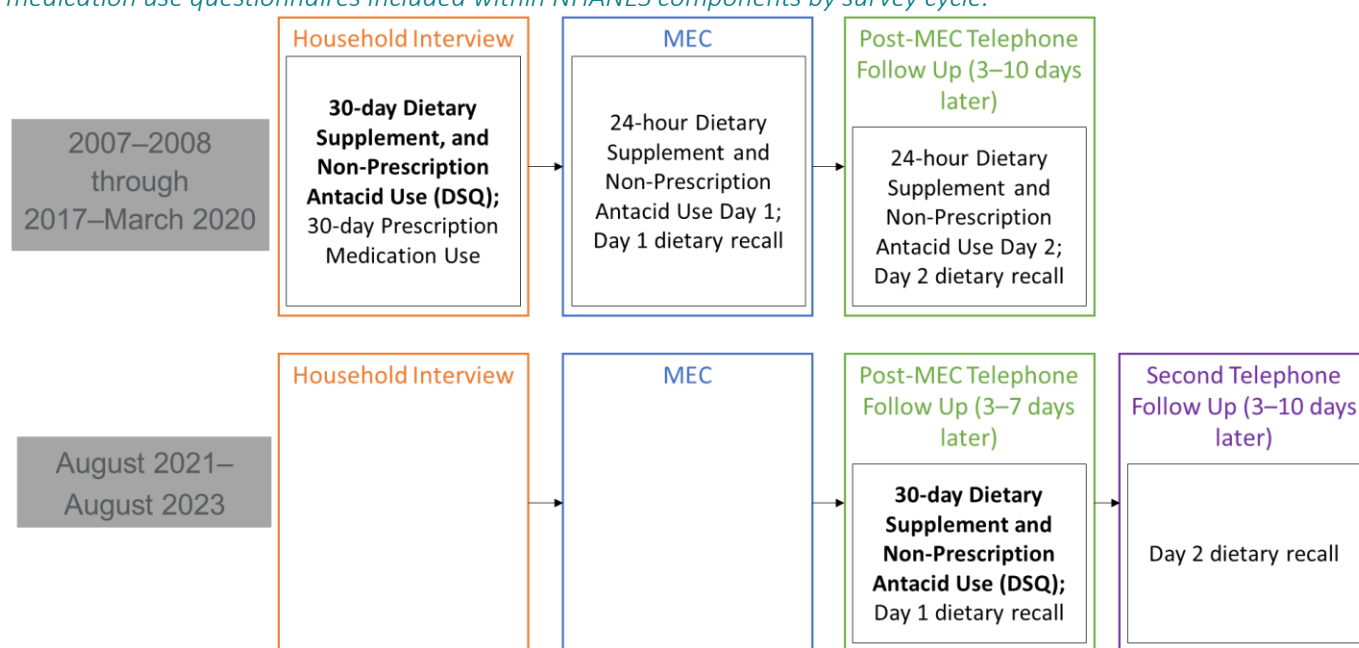 medication use questionnaires included within NHANES components by survey cycle.
2007–2008
through
2017–March 2020
Household Interview
30-day Dietary
Supplement, and
Non-Prescription
Antacid Use (DSQ);
30-day Prescription
Medication Use
MEC
24-hour Dietary
Supplement and
Non-Prescription
Antacid Use Day 1;
Day 1 dietary recall
Post-MEC Telephone
Follow Up (3–10 days
later)
24-hour Dietary
Supplement and
Non-Prescription
Antacid Use Day 2;
Day 2 dietary recall
August 2021–
August 2023
Household Interview
MEC
Post-MEC Telephone
Follow Up (3–7 days
later)
30-day Dietary
Supplement and
Non-Prescription
Antacid Use (DSQ);
Day 1 dietary recall
Second Telephone
Follow Up (3–10 days
later)
Day 2 dietary recall